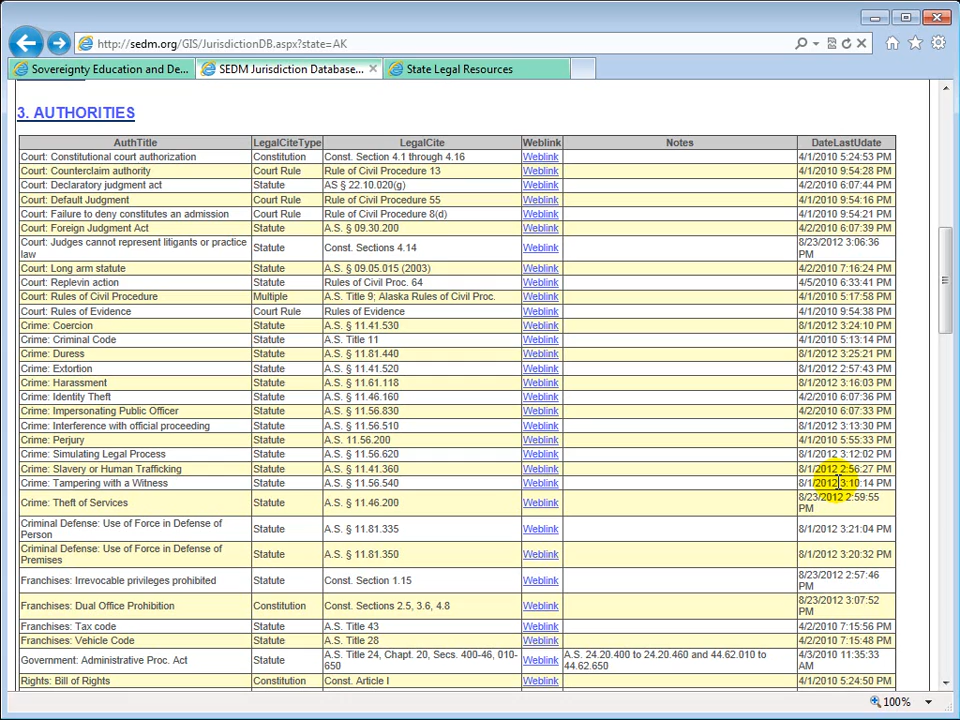 http://sedm.org/GIS/JurisdictionDB.aspx?state=AK
Sovereignty Education and De... SEDM Jurisdiction Database... State Legal Resources
3. AUTHORITIES
AuthTitle LegalCiteType LegalCite Weblink Notes DateLastUdate
Court: Constitutional court authorization Constitution Const. Section 4.1 through 4.16 Weblink 4/1/2010 5:24:53 PM
Court: Counterclaim authority Court Rule Rule of Civil Procedure 13 Weblink 4/1/2010 9:54:28 PM
Court: Declaratory judgment act Statute AS § 22.10.020(g) Weblink 4/2/2010 6:07:44 PM
Court: Default Judgment Court Rule Rule of Civil Procedure 55 Weblink 4/1/2010 9:54:16 PM
Court: Failure to deny constitutes an admission Court Rule Rule of Civil Procedure 8(d) Weblink 4/1/2010 9:54:21 PM
Court: Foreign Judgment Act Statute A.S. § 09.30.200 Weblink 4/2/2010 6:07:39 PM
Court: Judges cannot represent litigants or practice law Statute Const. Sections 4.14 Weblink 8/23/2012 3:06:36 PM
Court: Long arm statute Statute A.S. § 09.05.015 (2003) Weblink 4/2/2010 7:16:24 PM
Court: Replevin action Statute Rules of Civil Proc. 64 Weblink 4/5/2010 6:33:41 PM
Court: Rules of Civil Procedure Multiple A.S. Title 9; Alaska Rules of Civil Proc. Weblink 4/1/2010 5:17:58 PM
Court: Rules of Evidence Court Rule Rules of Evidence Weblink 4/1/2010 9:54:38 PM
Crime: Coercion Statute A.S. § 11.41.530 Weblink 8/1/2012 3:24:10 PM
Crime: Criminal Code Statute A.S. Title 11 Weblink 4/1/2010 5:13:14 PM
Crime: Duress Statute A.S. § 11.81.440 Weblink 8/1/2012 3:25:21 PM
Crime: Extortion Statute A.S. § 11.41.520 Weblink 8/1/2012 2:57:43 PM
Crime: Harassment Statute A.S. § 11.61.118 Weblink 8/1/2012 3:16:03 PM
Crime: Identity Theft Statute A.S. § 11.46.160 Weblink 4/2/2010 6:07:36 PM
Crime: Impersonating Public Officer Statute A.S. § 11.56.830 Weblink 4/2/2010 6:07:33 PM
Crime: Interference with official proceeding Statute A.S. § 11.56.510 Weblink 8/1/2012 3:13:30 PM
Crime: Perjury Statute A.S. 11.56.200 Weblink 4/1/2010 5:55:33 PM
Crime: Simulating Legal Process Statute A.S. § 11.56.620 Weblink 8/1/2012 3:12:02 PM
Crime: Slavery or Human Trafficking Statute A.S. § 11.41.360 Weblink 8/1/2012 2:56:27 PM
Crime: Tampering with a Witness Statute A.S. § 11.56.540 Weblink 8/1/2012 3:10:14 PM
Crime: Theft of Services Statute A.S. § 11.46.200 Weblink 8/23/2012 2:59:55 PM
Criminal Defense: Use of Force in Defense of Person Statute A.S. § 11.81.335 Weblink 8/1/2012 3:21:04 PM
Criminal Defense: Use of Force in Defense of Premises Statute A.S. § 11.81.350 Weblink 8/1/2012 3:20:32 PM
Franchises: Irrevocable privileges prohibited Statute Const. Section 1.15 Weblink 8/23/2012 2:57:46 PM
Franchises: Dual Office Prohibition Constitution Const. Sections 2.5, 3.6, 4.8 Weblink 8/23/2012 3:07:52 PM
Franchises: Tax code Statute A.S. Title 43 Weblink 4/2/2010 7:15:56 PM
Franchises: Vehicle Code Statute A.S. Title 28 Weblink 4/2/2010 7:15:48 PM
Government: Administrative Proc. Act Statute A.S. Title 24, Chapt. 20, Secs. 400-46, 010-650 Weblink A.S. 24.20.400 to 24.20.460 and 44.62.010 to 44.62.650 4/3/2010 11:35:33 AM
Rights: Bill of Rights Constitution Const. Article I Weblink 4/1/2010 5:24:50 PM
100%